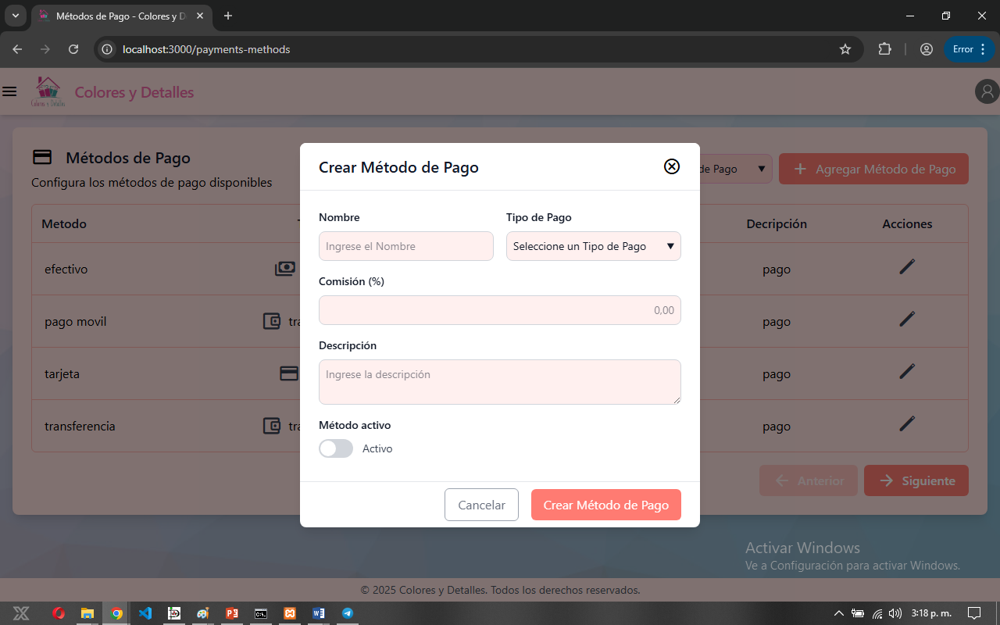 Métodos de Pago - Colores y D
localhost:3000/payments-methods
Error
Colores y Detalles
Colores y Detalles
Métodos de Pago
Configura los métodos de pago disponibles
de Pago
Agregar Método de Pago
Metodo
Decripción
Acciones
efectivo
pago
pago movil
tra
pago
tarjeta
pago
transferencia
tra
pago
Anterior
Siguiente
Crear Método de Pago
Nombre
Tipo de Pago
Ingrese el Nombre
Seleccione un Tipo de Pago
Comisión (%)
0,00
Descripción
Ingrese la descripción
Método activo
Activo
Cancelar
Crear Método de Pago
Activar Windows
Ve a Configuración para activar Windows.
© 2025 Colores y Detalles. Todos los derechos reservados.
3:18 p. m.